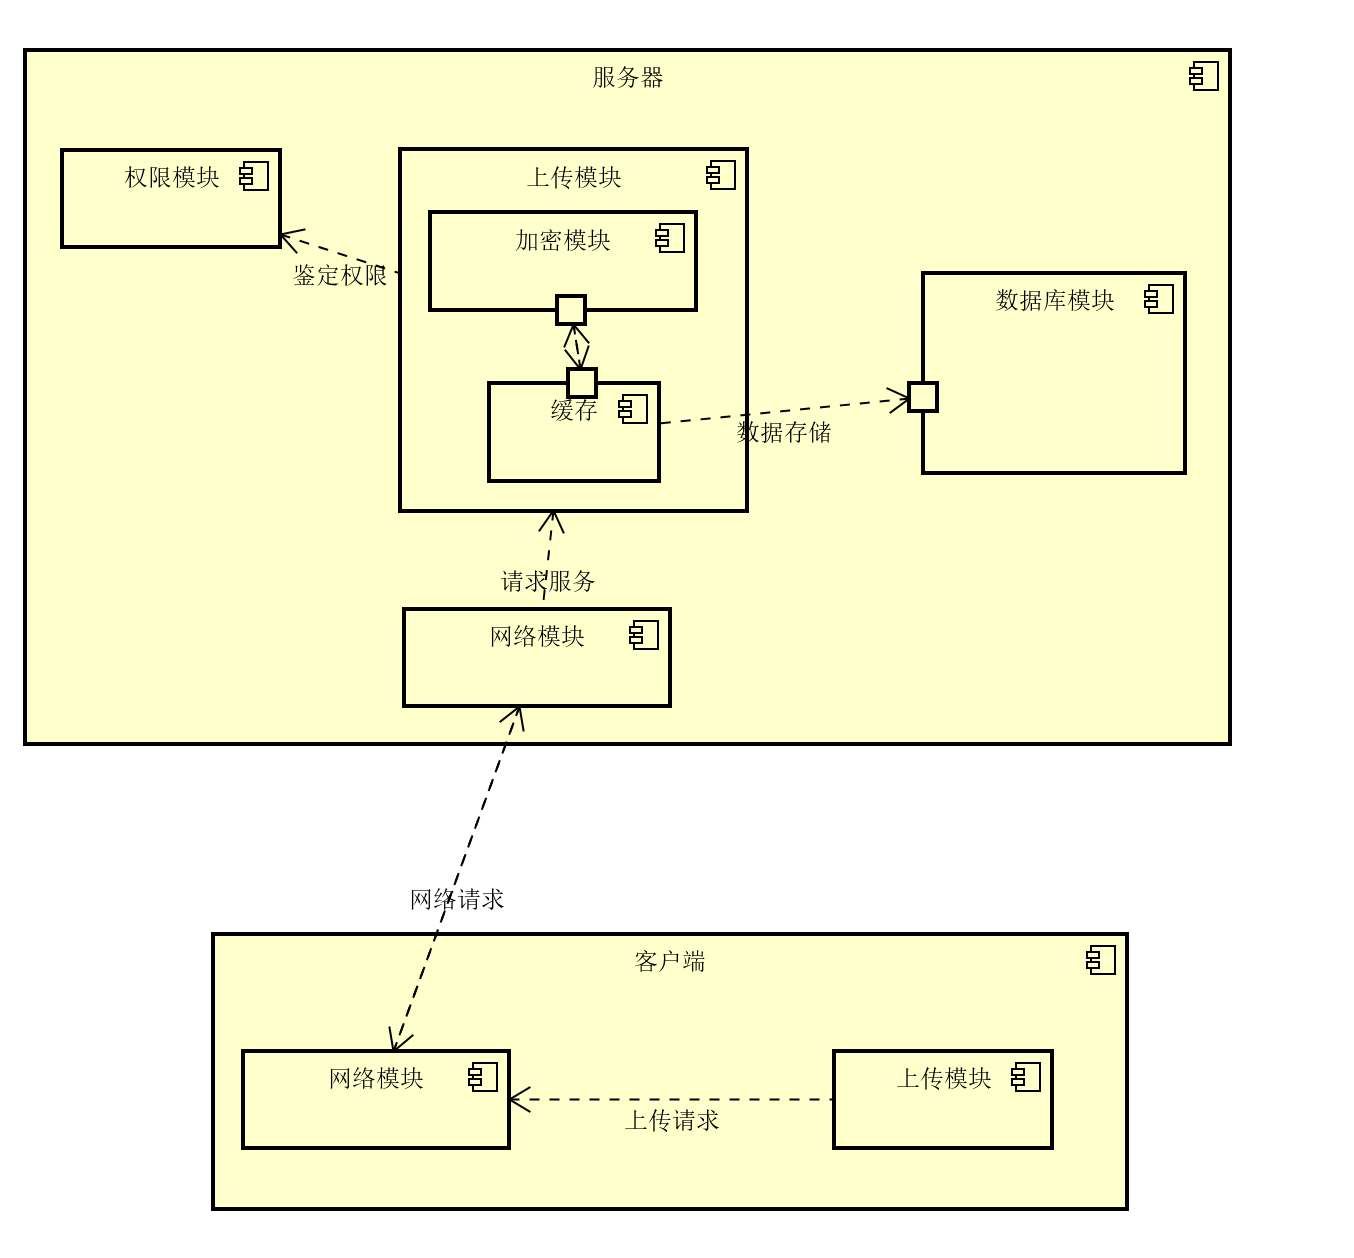 服务器
权限模块
上传模块
加密模块
鉴定权限
数据库模块
缓存
数据存储
请求服务
网络模块
网络请求
客户端
网络模块
上传模块
上传请求